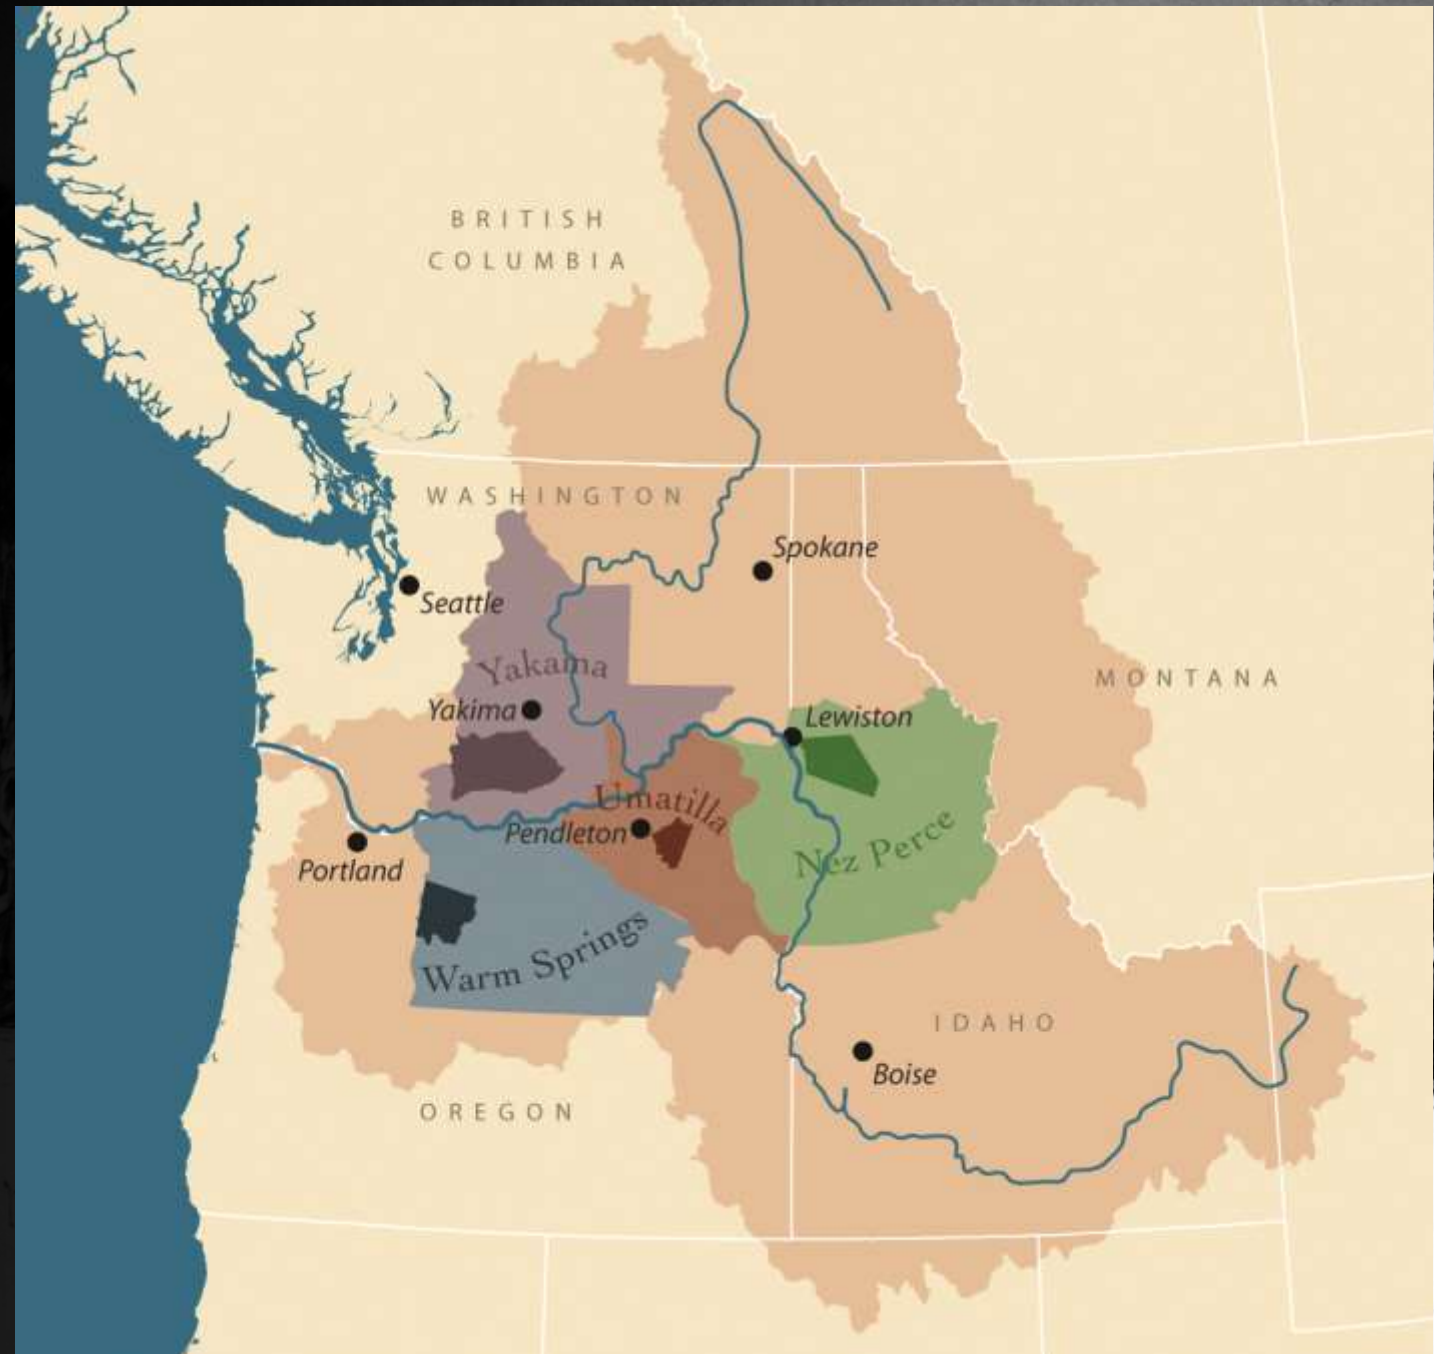 BRITISH
COLUMBIA
WASHINGTON
Spokane
Seattle
Yakama
MONTANA
Yakima
Lewiston
Umatilla
Pendleton
Nez Perce
Portland
Warm Springs
IDAHO
Boise
OREGON